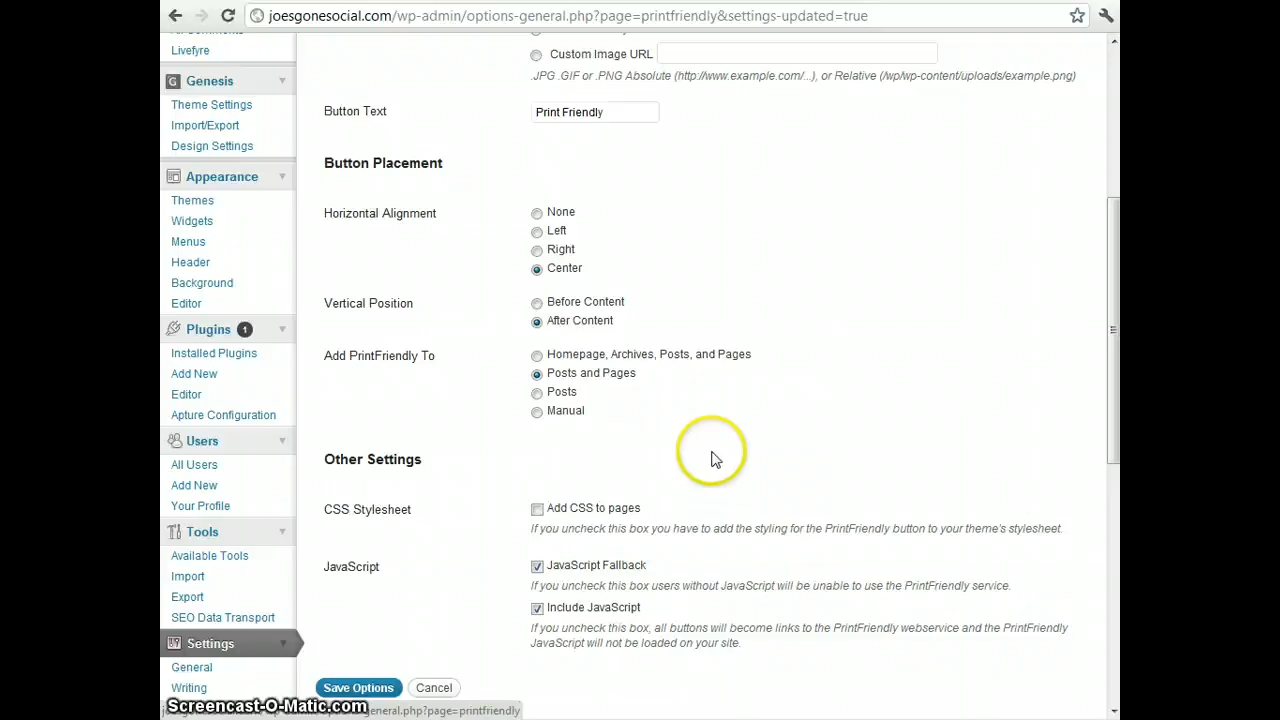 joesgonesocial.com/wp-admin/options-general.php?page=printfriendly&settings-updated=true
Livefyre
Genesis
Theme Settings
Import/Export
Design Settings
Appearance
Themes
Widgets
Menus
Header
Background
Editor
Plugins 1
Installed Plugins
Add New
Editor
Apture Configuration
Users
All Users
Add New
Your Profile
Tools
Available Tools
Import
Export
SEO Data Transport
Settings
General
Writing
Custom Image URL
.JPG .GIF or .PNG Absolute (http://www.example.com/...), or Relative (/wp/wp-content/uploads/example.png)
Button Text Print Friendly
Button Placement
Horizontal Alignment
None
Left
Right
Center
Vertical Position
Before Content
After Content
Add PrintFriendly To
Homepage, Archives, Posts, and Pages
Posts and Pages
Posts
Manual
Other Settings
CSS Stylesheet
Add CSS to pages
If you uncheck this box you have to add the styling for the PrintFriendly button to your theme's stylesheet.
JavaScript
JavaScript Fallback
If you uncheck this box users without JavaScript will be unable to use the PrintFriendly service.
Include JavaScript
If you uncheck this box, all buttons will become links to the PrintFriendly webservice and the PrintFriendly
JavaScript will not be loaded on your site.
Save Options Cancel
Screencast-O-Matic.com